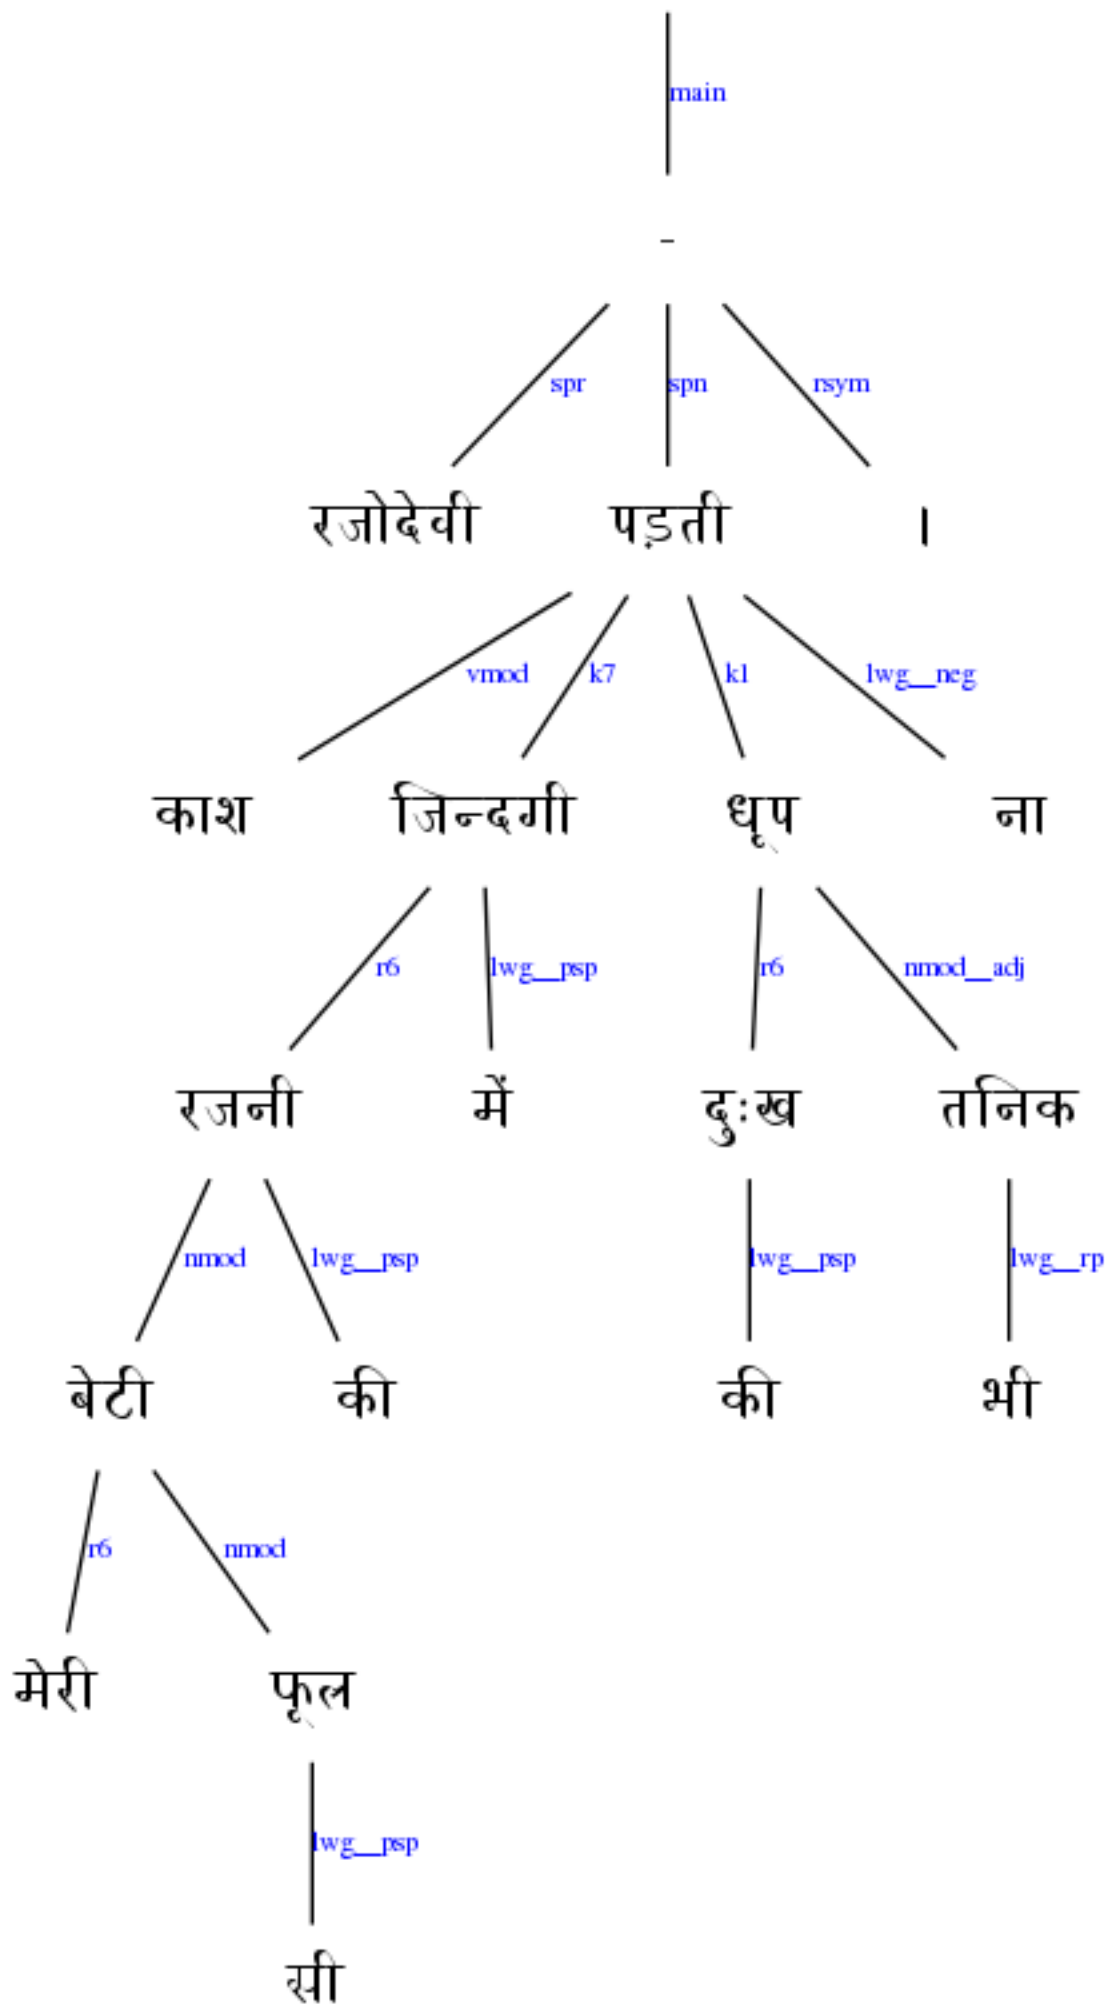 main
-
spr spn rsym
रजोदेवी पड़ती ।
vmod k7 k1 lwg__neg
काश जिन्दगी धूप ना
r6 lwg__psp r6 nmod__adj
रजनी में दुःख तनिक
nmod lwg__psp lwg__psp lwg__rp
बेटी की की भी
r6 nmod
मेरी फूल
lwg__psp
सी